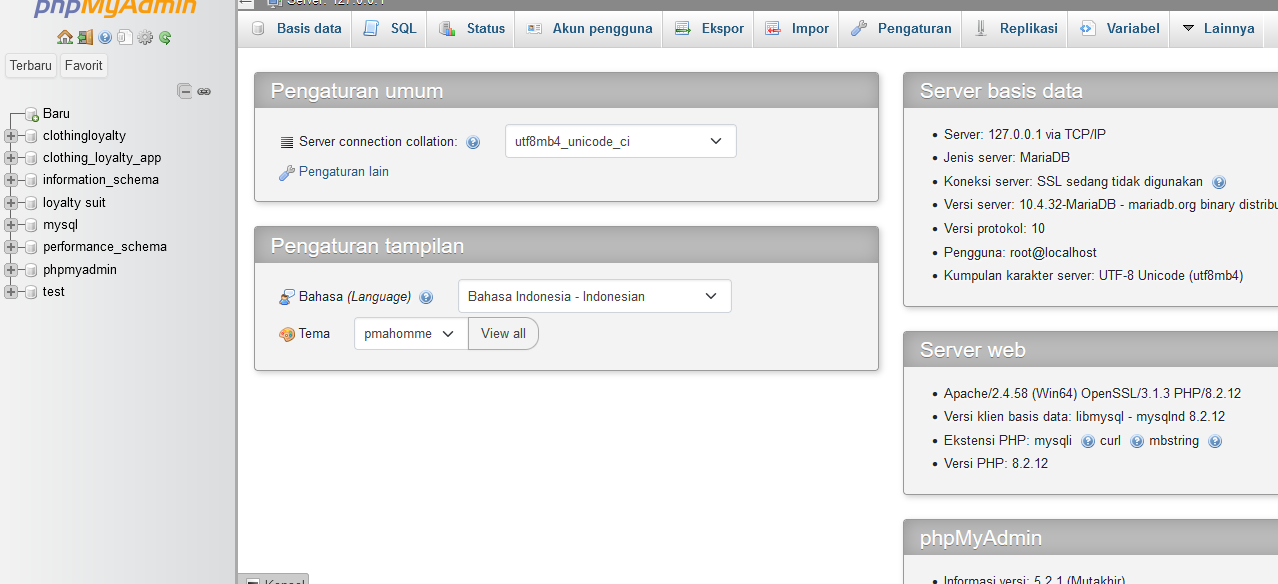 phpMyAdmin
Terbaru
Favorit
Baru
clothingloyalty
clothing_loyalty_app
information_schema
loyalty suit
mysql
performance_schema
phpmyadmin
test
Server: 127.0.0.1
Basis data
SQL
Status
Akun pengguna
Ekspor
Impor
Pengaturan
Replikasi
Variabel
Lainnya
Pengaturan umum
Server connection collation:
utf8mb4_unicode_ci
Pengaturan lain
Pengaturan tampilan
Bahasa (Language)
Bahasa Indonesia - Indonesian
Tema
pmahomme
View all
Server basis data
Server: 127.0.0.1 via TCP/IP
Jenis server: MariaDB
Koneksi server: SSL sedang tidak digunakan
Versi server: 10.4.32-MariaDB - mariadb.org binary distribu
Versi protokol: 10
Pengguna: root@localhost
Kumpulan karakter server: UTF-8 Unicode (utf8mb4)
Server web
Apache/2.4.58 (Win64) OpenSSL/3.1.3 PHP/8.2.12
Versi klien basis data: libmysql - mysqlnd 8.2.12
Ekstensi PHP: mysqli curl mbstring
Versi PHP: 8.2.12
phpMyAdmin
Informasi versi: 5.2.1 (Mutakhir)
Konsol